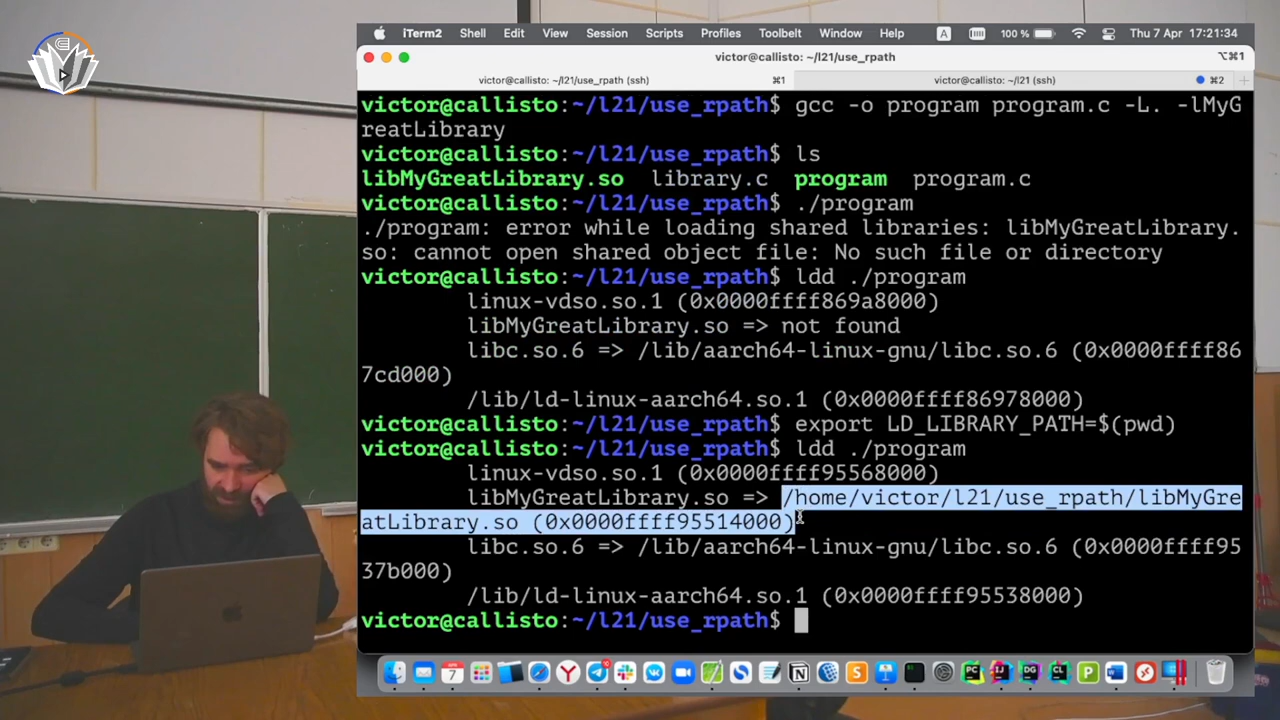 iTerm2 Shell Edit View Session Scripts Profiles Toolbelt Window Help A 100 % Thu 7 Apr 17:21:34
victor@callisto: ~/l21/use_rpath ⌥⌘1
victor@callisto: ~/l21/use_rpath (ssh) ⌘1 victor@callisto: ~/l21 (ssh) ⌘2
victor@callisto:~/l21/use_rpath$ gcc -o program program.c -L. -lMyG
reatLibrary
victor@callisto:~/l21/use_rpath$ ls
libMyGreatLibrary.so library.c program program.c
victor@callisto:~/l21/use_rpath$ ./program
./program: error while loading shared libraries: libMyGreatLibrary.
so: cannot open shared object file: No such file or directory
victor@callisto:~/l21/use_rpath$ ldd ./program
linux-vdso.so.1 (0x0000ffff869a8000)
libMyGreatLibrary.so => not found
libc.so.6 => /lib/aarch64-linux-gnu/libc.so.6 (0x0000ffff86
7cd000)
/lib/ld-linux-aarch64.so.1 (0x0000ffff86978000)
victor@callisto:~/l21/use_rpath$ export LD_LIBRARY_PATH=$(pwd)
victor@callisto:~/l21/use_rpath$ ldd ./program
linux-vdso.so.1 (0x0000ffff95568000)
libMyGreatLibrary.so => /home/victor/l21/use_rpath/libMyGre
atLibrary.so (0x0000ffff95514000)
libc.so.6 => /lib/aarch64-linux-gnu/libc.so.6 (0x0000ffff95
37b000)
/lib/ld-linux-aarch64.so.1 (0x0000ffff95538000)
victor@callisto:~/l21/use_rpath$